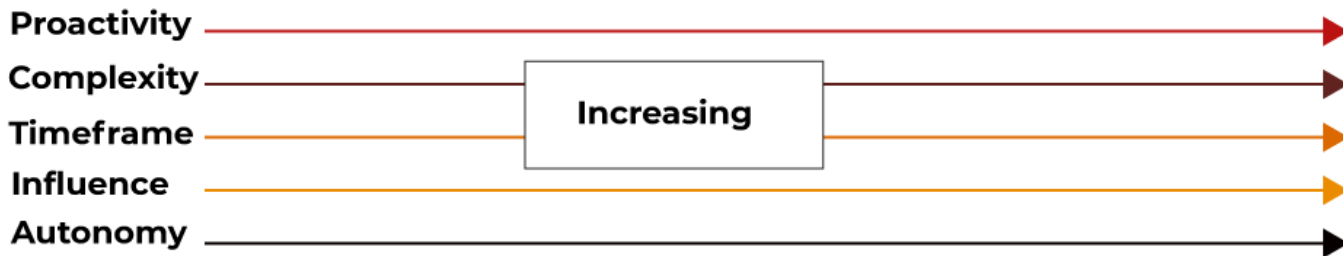 Proactivity
Complexity
Increasing
Timeframe
Influence
Autonomy